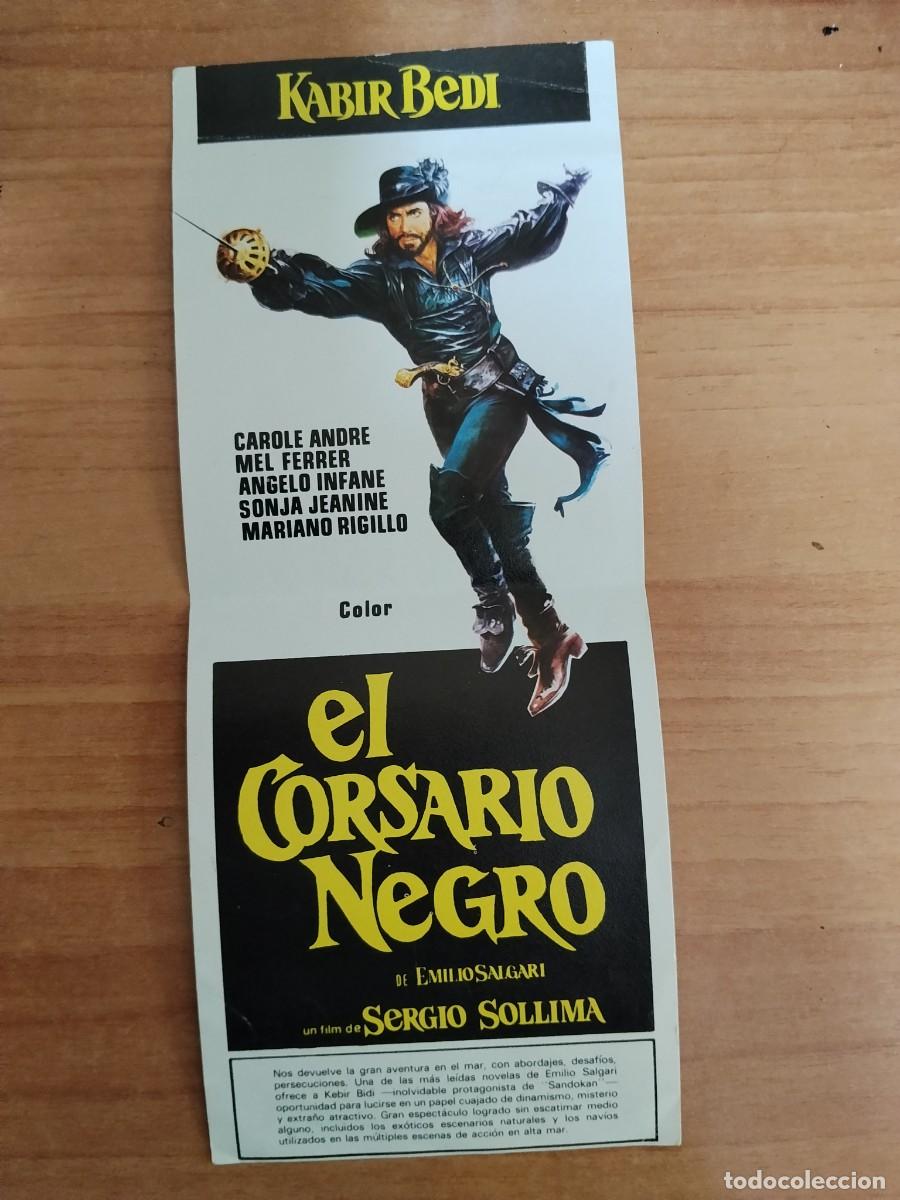 KABIR BEDI
CAROLE ANDRE
MEL FERRER
ANGELO INFANE
SONJA JEANINE
MARIANO RIGILLO
Color
el
CORSARIO
NEGRO
DE EMILIO SALGARI
un film de SERGIO SOLLIMA
Nos devuelve la gran aventura en el mar, con abordajes, desafíos,
persecuciones. Una de las más leídas novelas de Emilio Salgari
ofrece a Kebir Bidi —inolvidable protagonista de "Sandokan"—
oportunidad para lucirse en un papel cuajado de dinamismo, misterio
y extraño atractivo. Gran espectáculo logrado sin escatimar medio
alguno, incluidos los exóticos escenarios naturales y los navíos
utilizados en las múltiples escenas de acción en alta mar.
todocoleccion